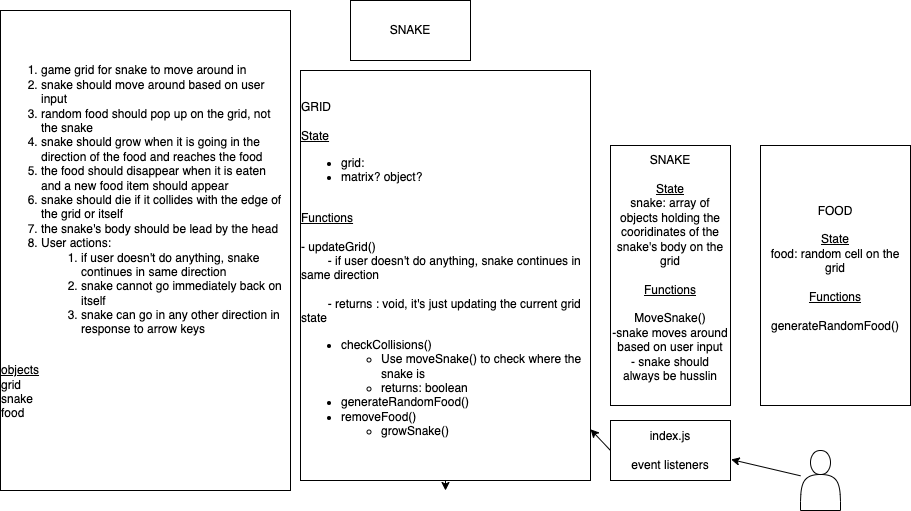 1. game grid for snake to move around in
2. snake should move around based on user
input
3. random food should pop up on the grid, not
the snake
4. snake should grow when it is going in the
direction of the food and reaches the food
5. the food should disappear when it is eaten
and a new food item should appear
6. snake should die if it collides with the edge of
the grid or itself
7. the snake's body should be lead by the head
8. User actions:
1. if user doesn't do anything, snake
continues in same direction
2. snake cannot go immediately back on
itself
3. snake can go in any other direction in
response to arrow keys
objects
grid
snake
food
SNAKE
GRID
State
• grid:
• matrix? object?
Functions
- updateGrid()
- if user doesn't do anything, snake continues in
same direction
- returns : void, it's just updating the current grid
state
• checkCollisions()
◦ Use moveSnake() to check where the
snake is
◦ returns: boolean
• generateRandomFood()
• removeFood()
◦ growSnake()
SNAKE
State
snake: array of
objects holding the
cooridinates of the
snake's body on the
grid
Functions
MoveSnake()
-snake moves around
based on user input
- snake should
always be husslin
FOOD
State
food: random cell on the
grid
Functions
generateRandomFood()
index.js
event listeners